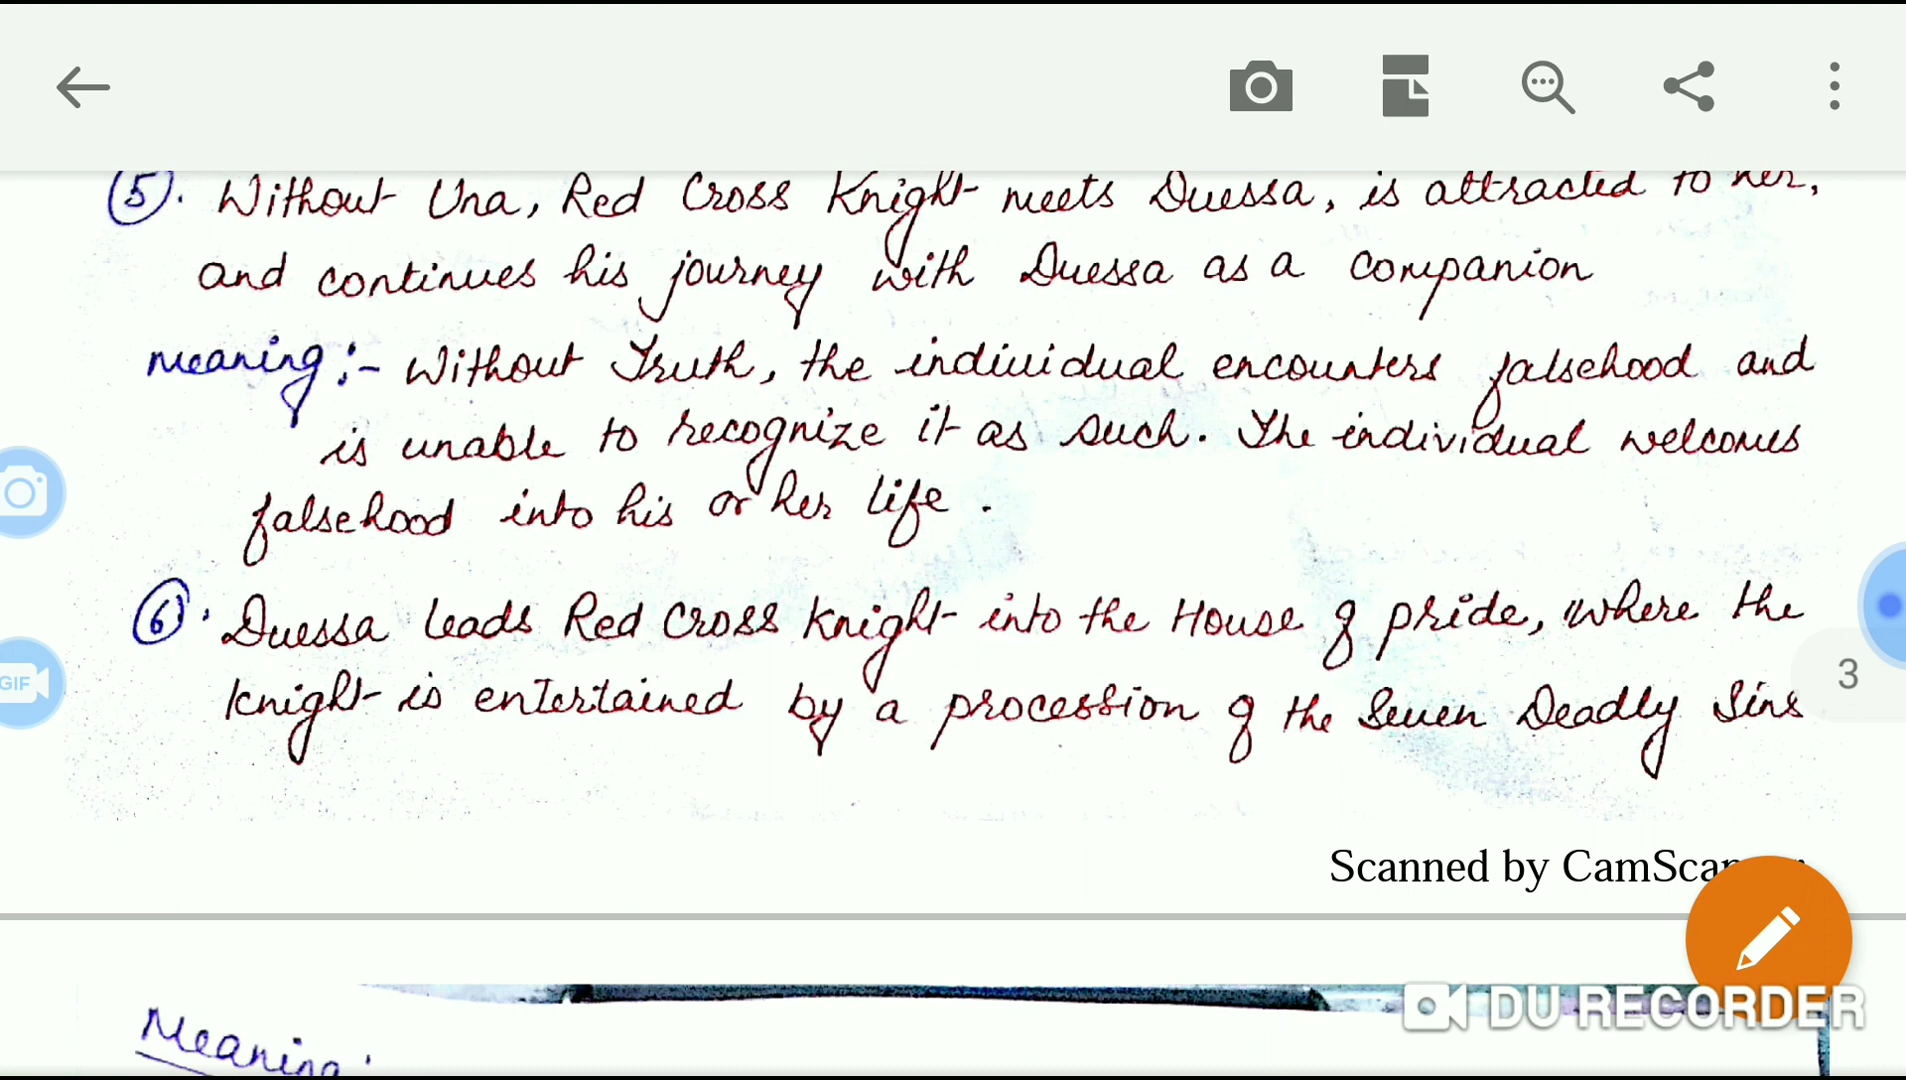 5. Without Una, Red Cross Knight meets Duessa, is attracted to her,
and continues his journey with Duessa as a companion
meaning :- Without Truth, the individual encounters falsehood and
is unable to recognize it as such. The individual welcomes
falsehood into his or her life.
6. Duessa leads Red Cross Knight into the House of pride, where the
knight is entertained by a procession of the Seven Deadly Sins
GIF
3
Scanned by CamScanner
DU RECORDER
Meaning: